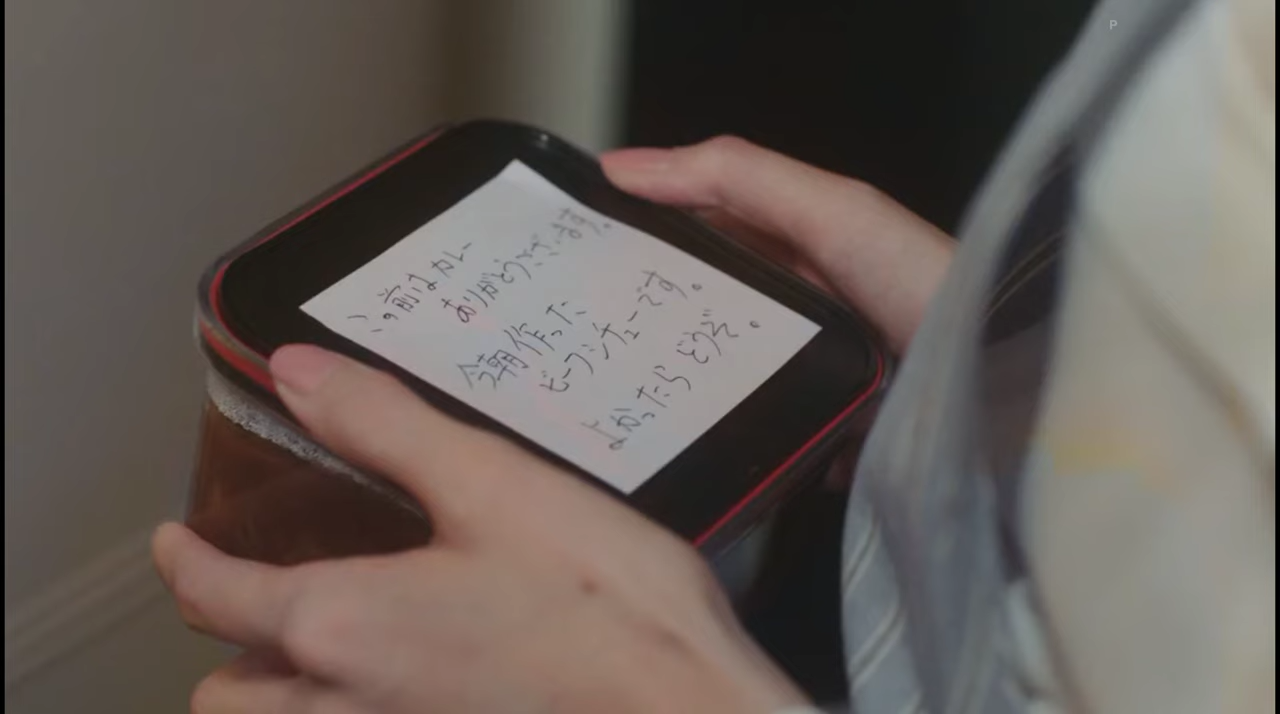 この前はカレー
ありがとうございます。
今朝作った
ビーフシチューです。
よかったらどうぞ。
P